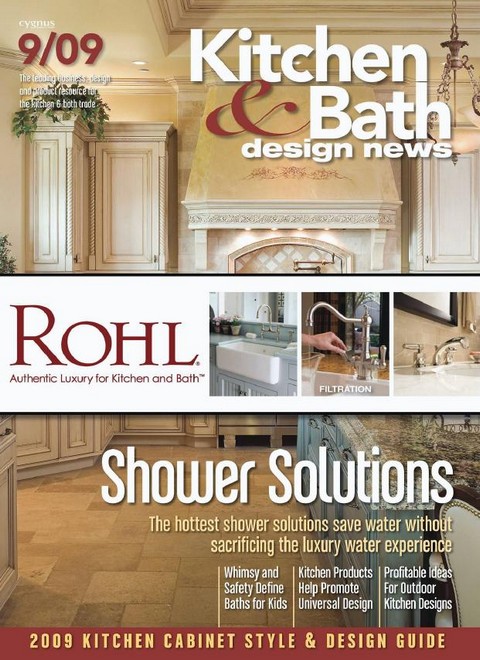 cygnus
9/09
The leading business, design
and product resource for
the kitchen & bath trade
Kitchen
& Bath
design news
ROHL®
Authentic Luxury for Kitchen and Bath™
FILTRATION
Shower Solutions
The hottest shower solutions save water without
sacrificing the luxury water experience
Whimsy and
Safety Define
Baths for Kids
Kitchen Products
Help Promote
Universal Design
Profitable Ideas
For Outdoor
Kitchen Designs
2009 KITCHEN CABINET STYLE & DESIGN GUIDE